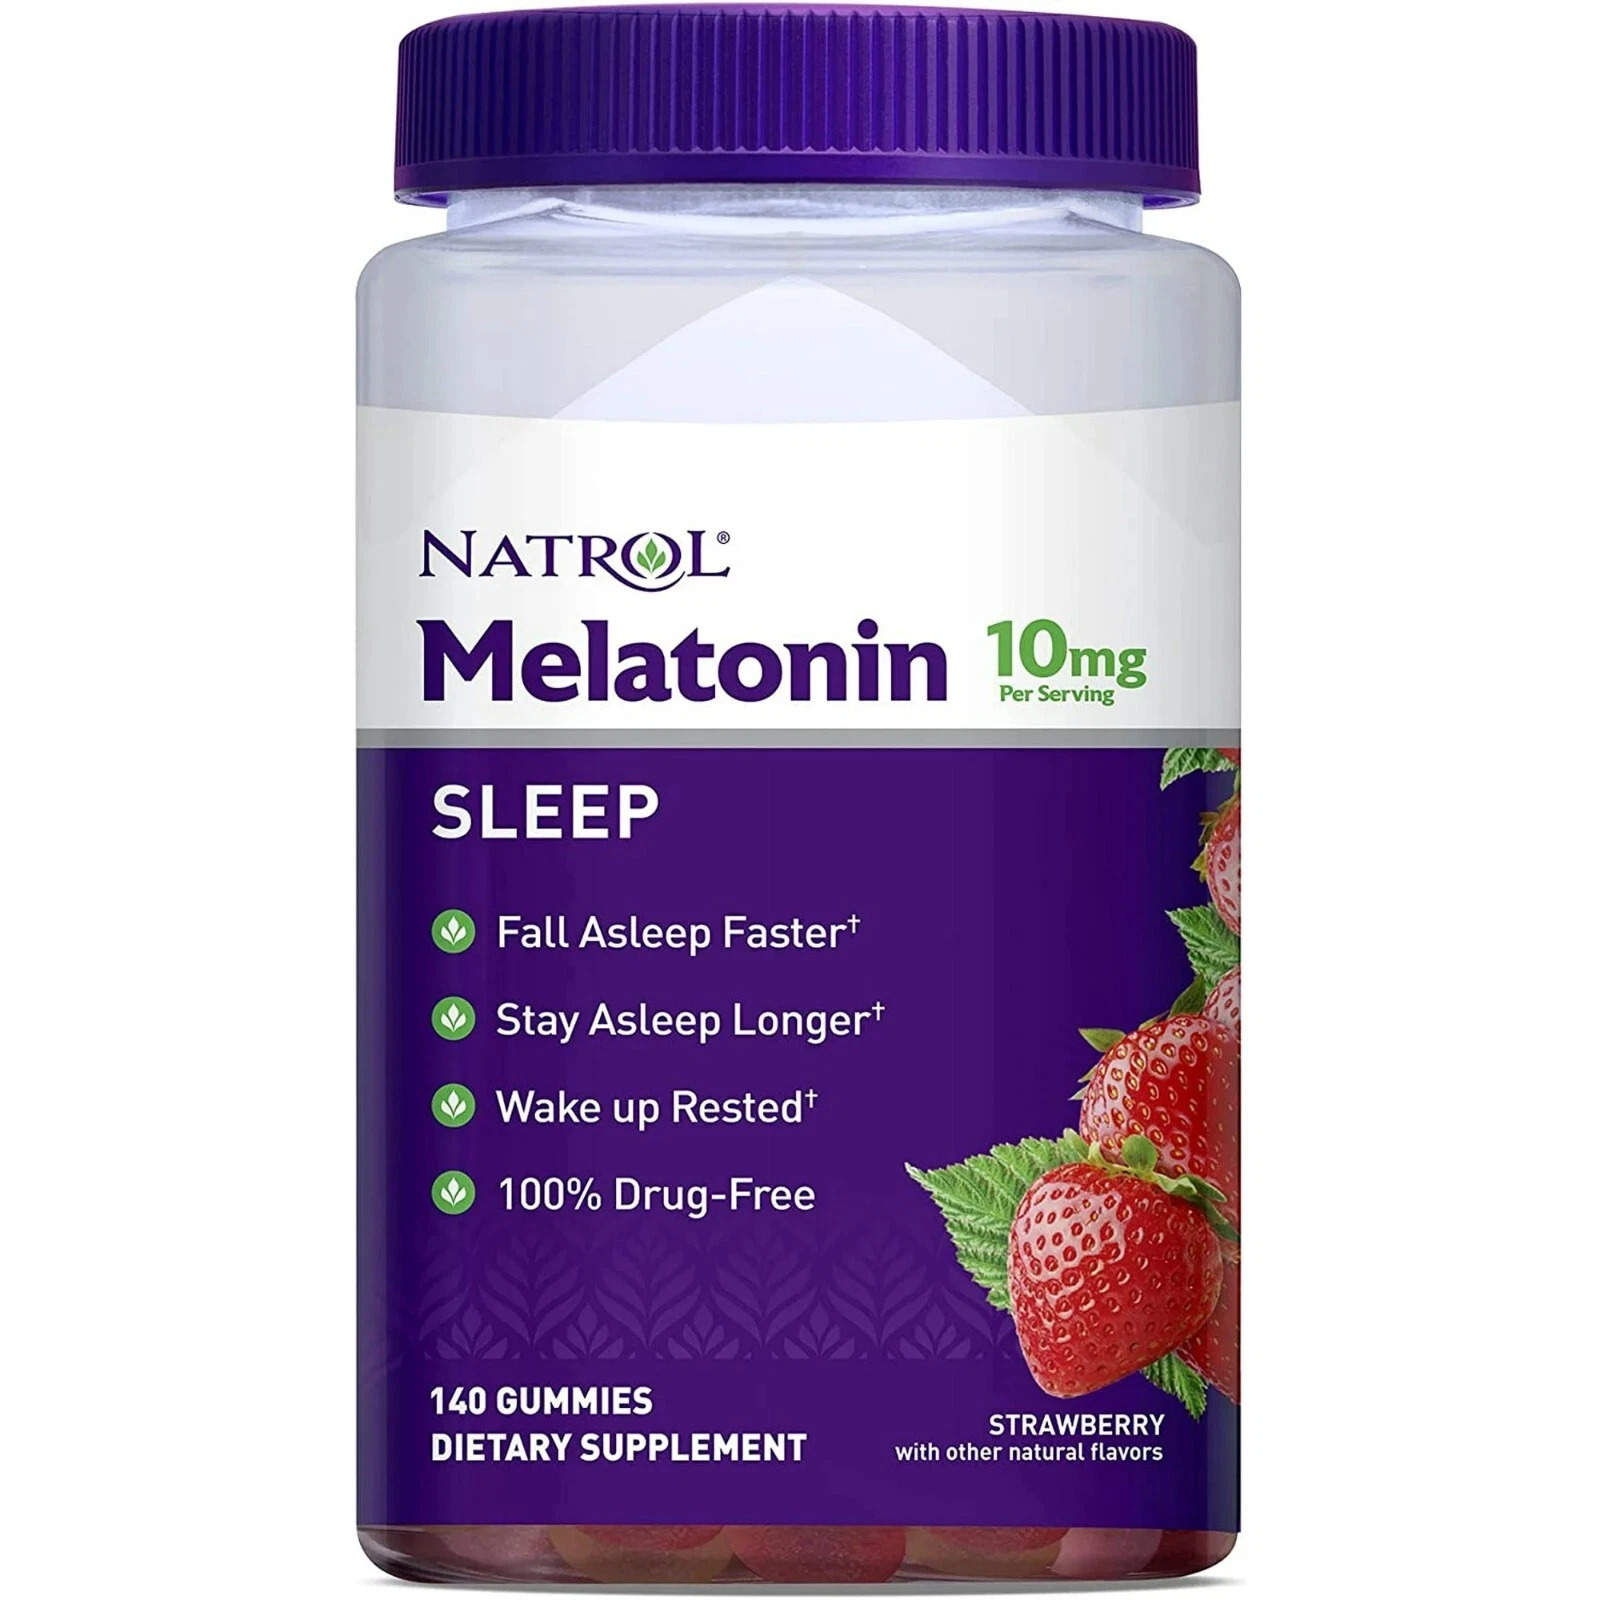 NATROL®
Melatonin 10mg
Per Serving
SLEEP
Fall Asleep Faster†
Stay Asleep Longer†
Wake up Rested†
100% Drug-Free
140 GUMMIES
DIETARY SUPPLEMENT
STRAWBERRY
with other natural flavors